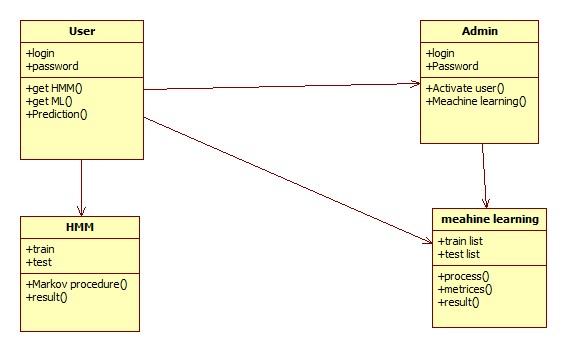 User
+login
+password
+get HMM()
+get ML()
+Prediction()
Admin
+login
+Password
+Activate user()
+Meachine learning()
HMM
+train
+test
+Markov procedure()
+result()
meahine learning
+train list
+test list
+process()
+metrices()
+result()